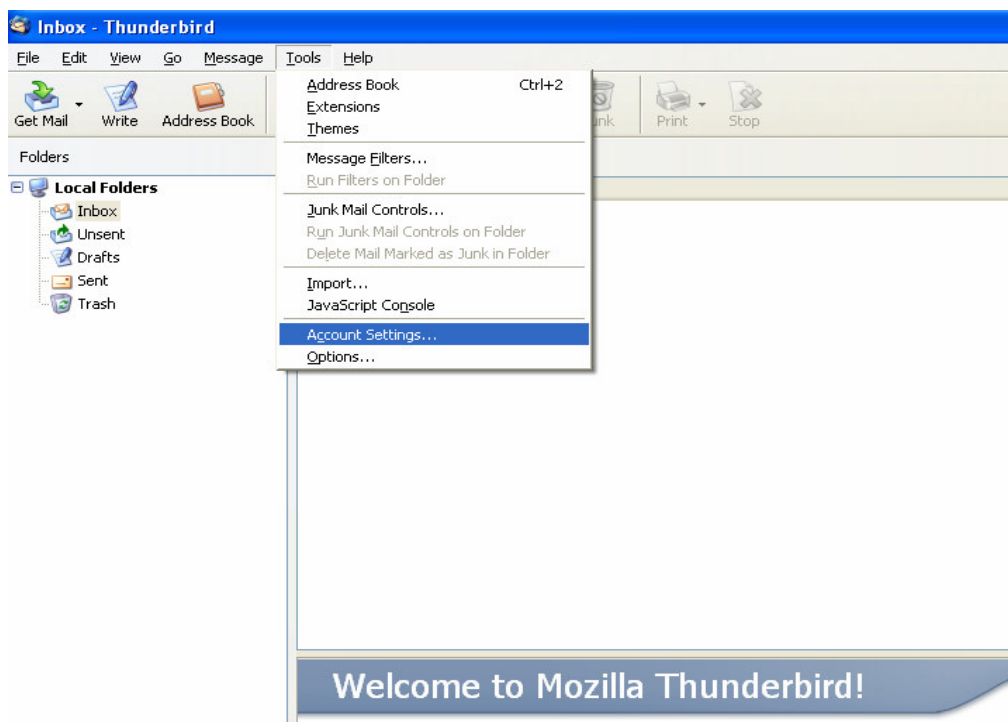 Inbox - Thunderbird
File Edit View Go Message Tools Help
Get Mail Write Address Book Print Stop
Folders
Local Folders
Inbox
Unsent
Drafts
Sent
Trash
Address Book Ctrl+2
Extensions
Themes
Message Filters...
Run Filters on Folder
Junk Mail Controls...
Run Junk Mail Controls on Folder
Delete Mail Marked as Junk in Folder
Import...
JavaScript Console
Account Settings...
Options...
Welcome to Mozilla Thunderbird!